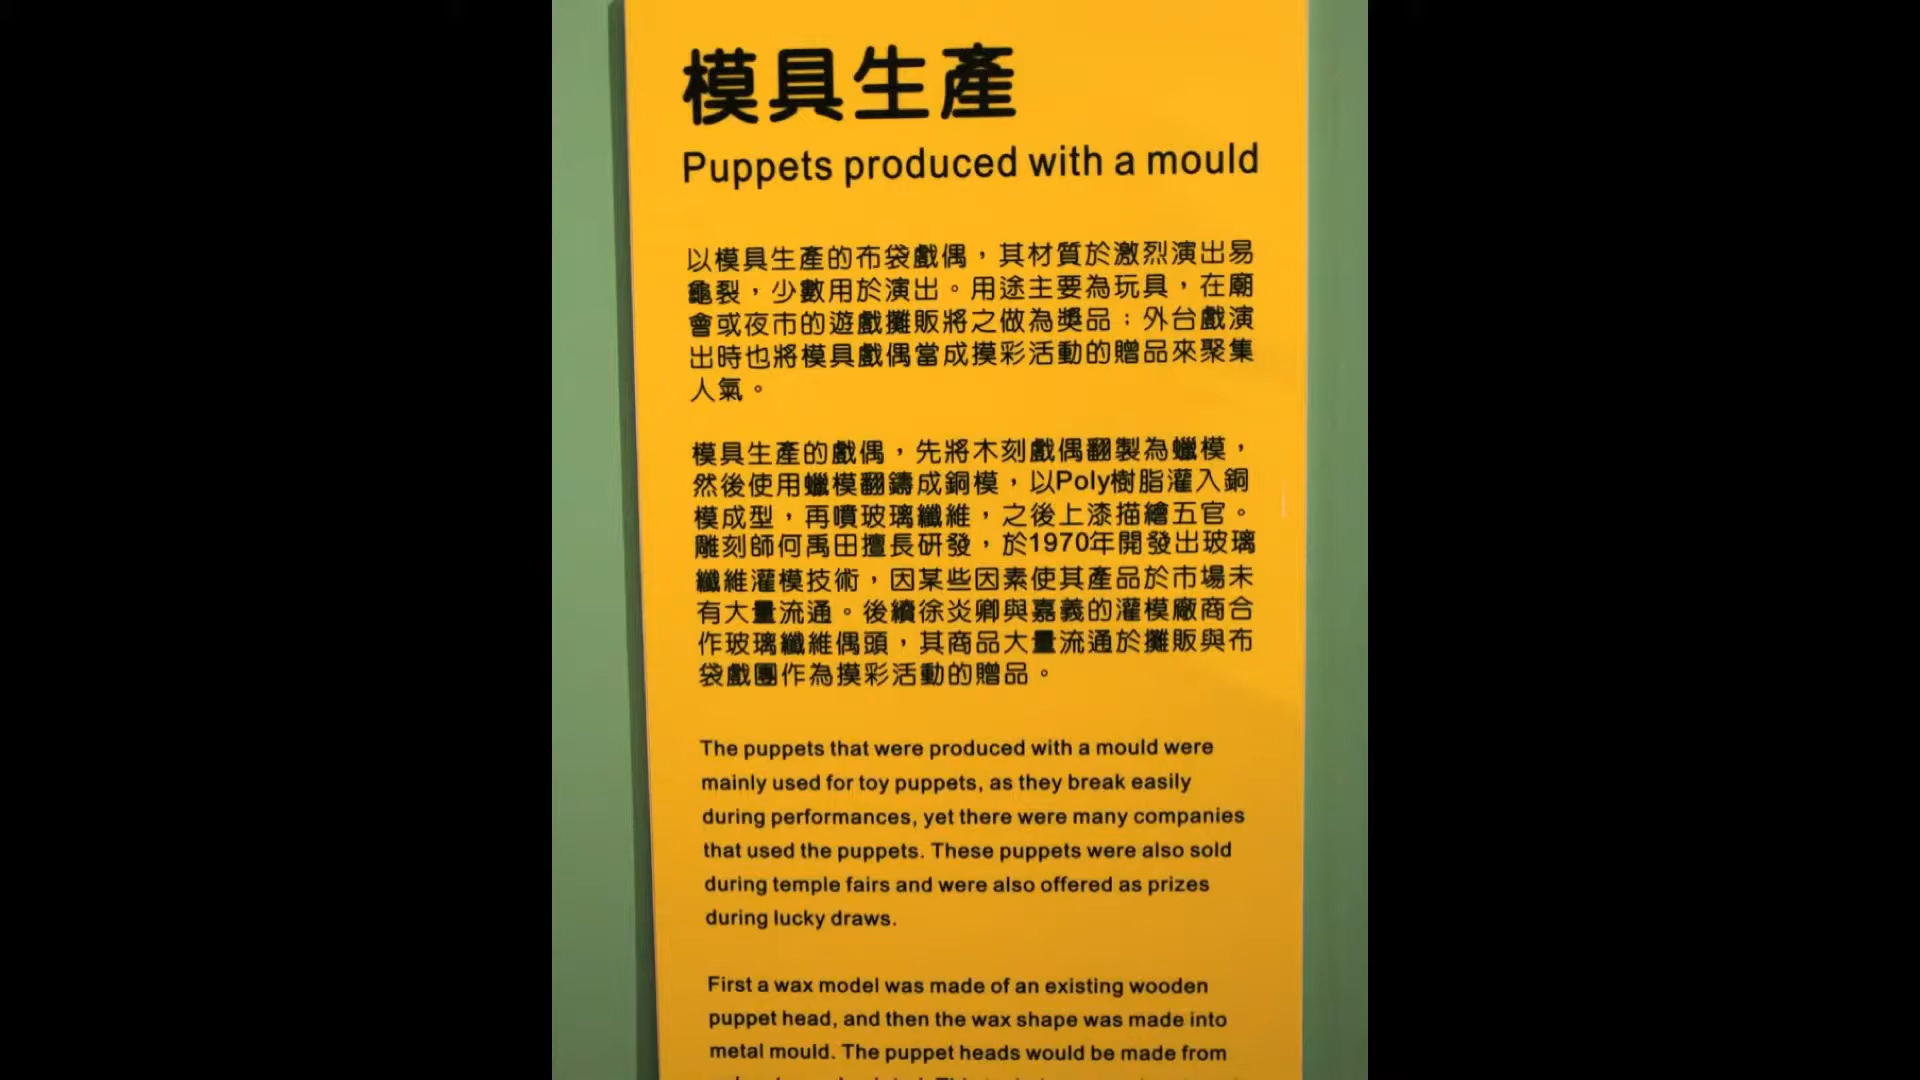 模具生產
Puppets produced with a mould
以模具生產的布袋戲偶，其材質於激烈演出易
龜裂，少數用於演出。用途主要為玩具，在廟
會或夜市的遊戲攤販將之做為獎品；外台戲演
出時也將模具戲偶當成摸彩活動的贈品來聚集
人氣。
模具生產的戲偶，先將木刻戲偶翻製為蠟模，
然後使用蠟模翻鑄成銅模，以Poly樹脂灌入銅
模成型，再噴玻璃纖維，之後上漆描繪五官。
雕刻師何禹田擅長研發，於1970年開發出玻璃
纖維灌模技術，因某些因素使其產品於市場未
有大量流通。後續徐炎卿與嘉義的灌模廠商合
作玻璃纖維偶頭，其商品大量流通於攤販與布
袋戲團作為摸彩活動的贈品。
The puppets that were produced with a mould were
mainly used for toy puppets, as they break easily
during performances, yet there were many companies
that used the puppets. These puppets were also sold
during temple fairs and were also offered as prizes
during lucky draws.
First a wax model was made of an existing wooden
puppet head, and then the wax shape was made into
metal mould. The puppet heads would be made from